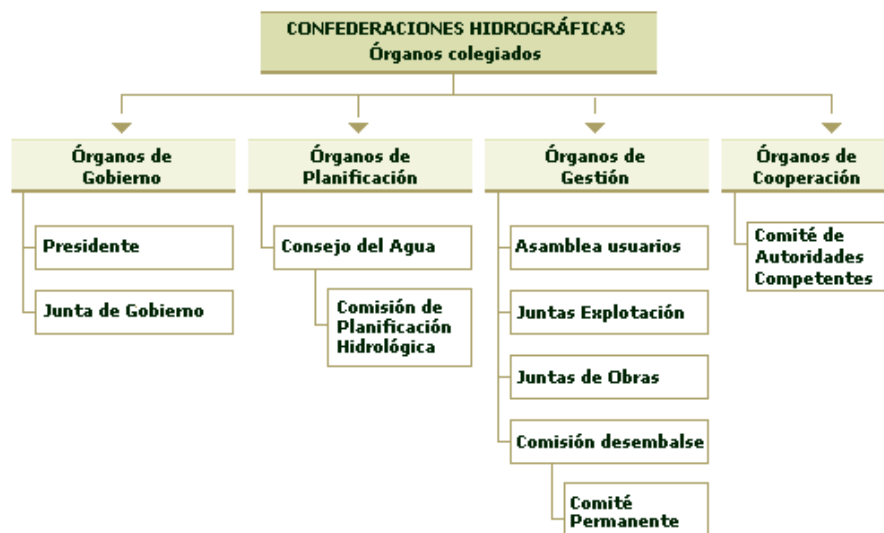 CONFEDERACIONES HIDROGRÁFICAS
Órganos colegiados
Órganos de
Gobierno
Presidente
Junta de Gobierno
Órganos de
Planificación
Consejo del Agua
Comisión de
Planificación
Hidrológica
Órganos de
Gestión
Asamblea usuarios
Juntas Explotación
Juntas de Obras
Comisión desembalse
Comité
Permanente
Órganos de
Cooperación
Comité de
Autoridades
Competentes